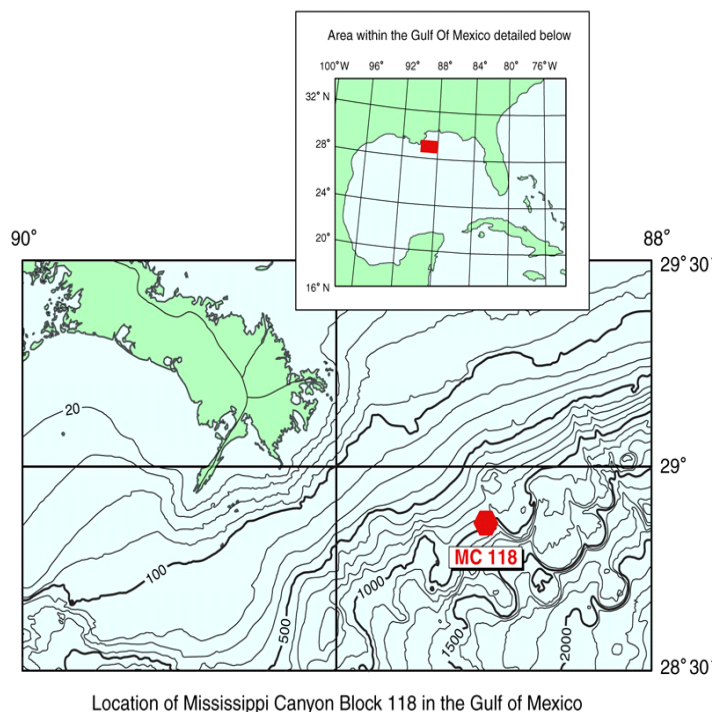 Area within the Gulf Of Mexico detailed below
100°W 96° 92° 88° 84° 80° 76°W
32° N
28°
24°
20°
16° N
90° 88°
29° 30'
20
29°
MC 118
100
1000
500
1500
2000
28° 30'
Location of Mississippi Canyon Block 118 in the Gulf of Mexico